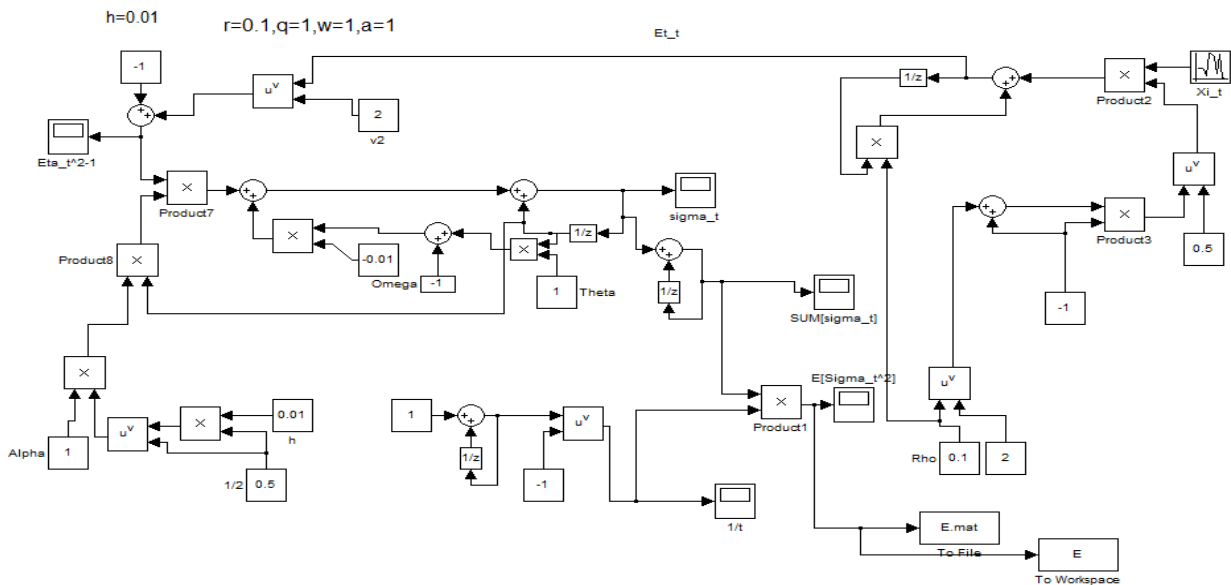 h=0.01
r=0.1,q=1,w=1,a=1
Et_t
-1
u^v
2
v2
1/z
Product2
Xi_t
Eta_t^2-1
Product7
sigma_t
u^v
Product3
0.5
Product8
-0.01
Omega
-1
1
Theta
1/z
1/z
SUM[sigma_t]
-1
E[Sigma_t^2]
u^v
Product1
0.01
h
u^v
Alpha
1
1/2
0.5
1
1/z
u^v
-1
1/t
Rho
0.1
2
E.mat
To File
E
To Workspace